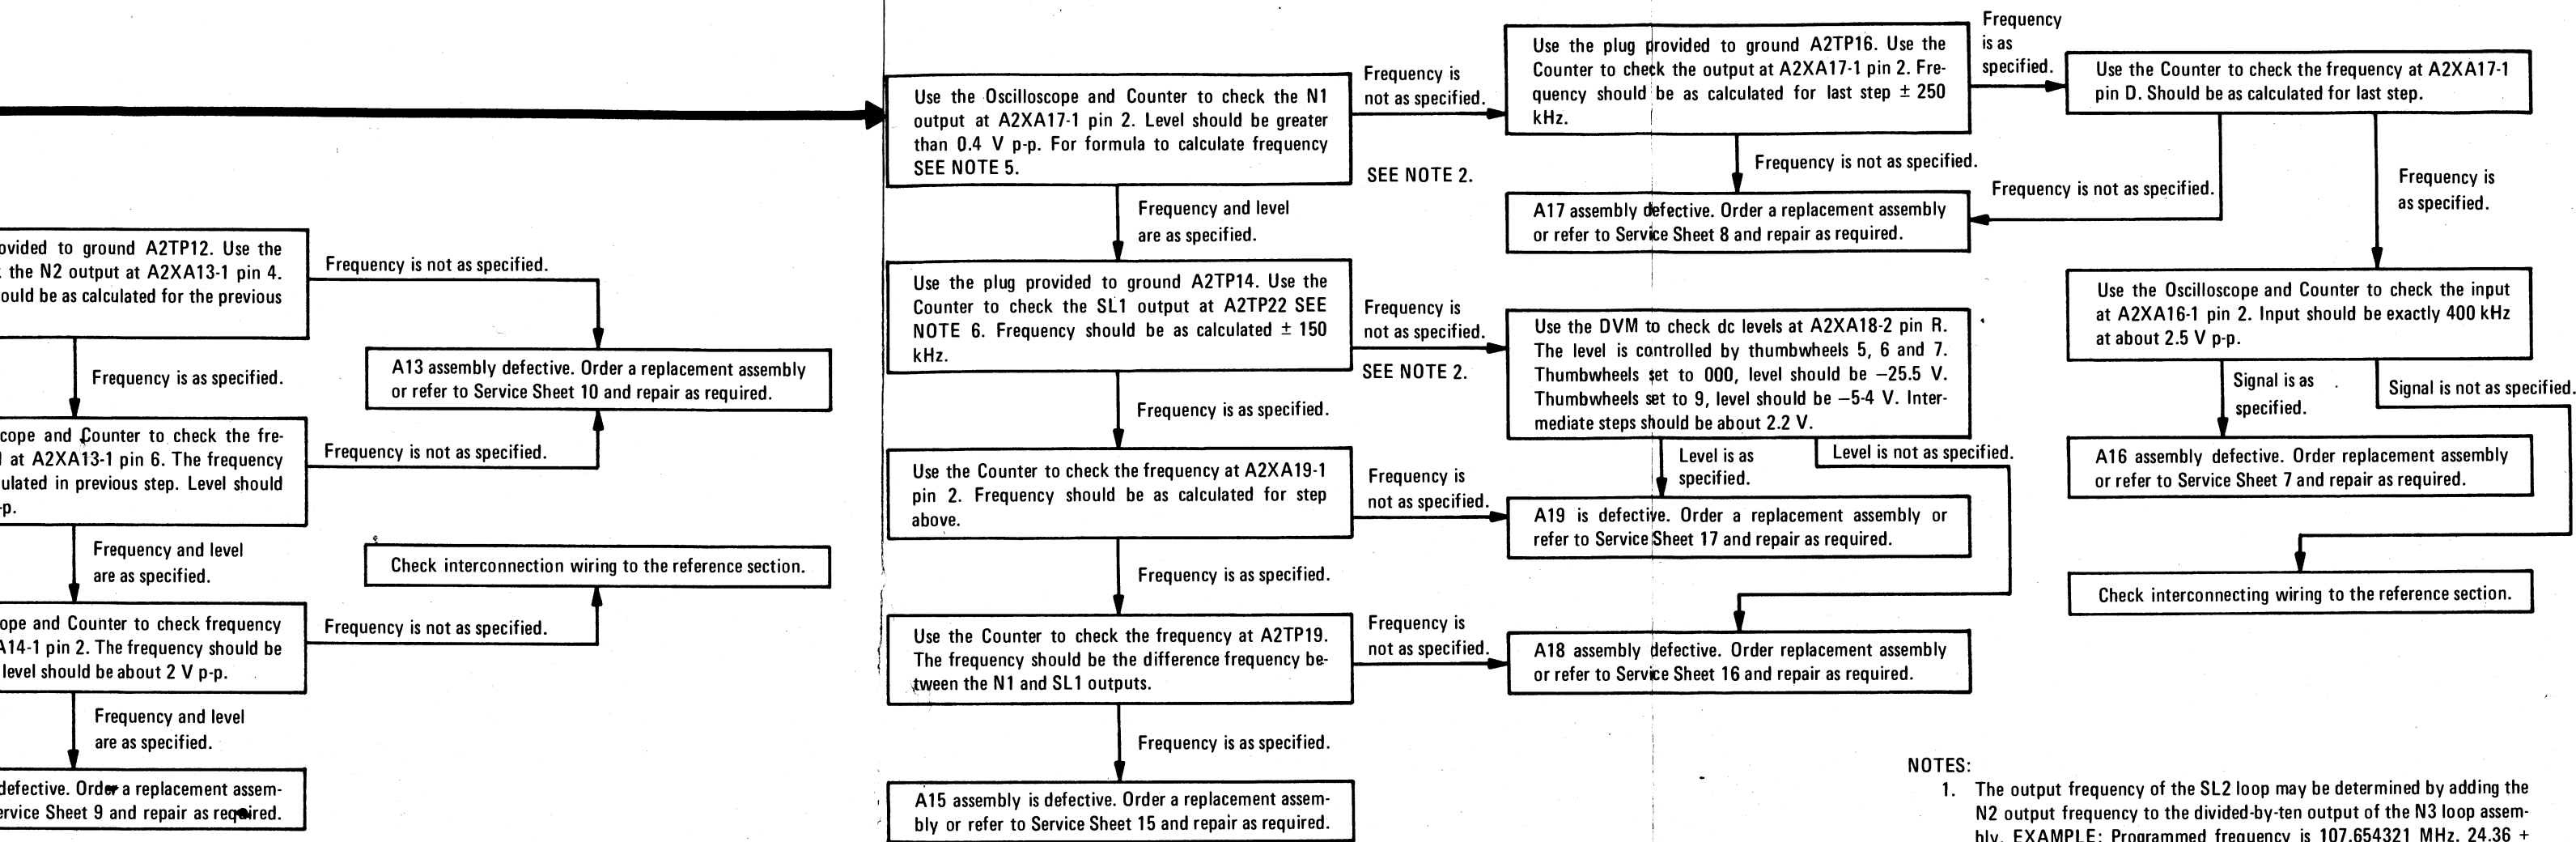 ovided to ground A2TP12. Use the
the N2 output at A2XA13-1 pin 4.
ould be as calculated for the previous
Frequency is not as specified.
Frequency is as specified.
A13 assembly defective. Order a replacement assembly
or refer to Service Sheet 10 and repair as required.
cope and Counter to check the fre-
at A2XA13-1 pin 6. The frequency
ulated in previous step. Level should
-p.
Frequency is not as specified.
Frequency and level
are as specified.
Check interconnection wiring to the reference section.
ope and Counter to check frequency
A14-1 pin 2. The frequency should be
level should be about 2 V p-p.
Frequency is not as specified.
Frequency and level
are as specified.
defective. Order a replacement assem-
ervice Sheet 9 and repair as required.
Use the Oscilloscope and Counter to check the N1
output at A2XA17-1 pin 2. Level should be greater
than 0.4 V p-p. For formula to calculate frequency
SEE NOTE 5.
Frequency is
not as specified.
SEE NOTE 2.
Frequency and level
are as specified.
Use the plug provided to ground A2TP14. Use the
Counter to check the SL1 output at A2TP22 SEE
NOTE 6. Frequency should be as calculated ± 150
kHz.
Frequency is
not as specified.
SEE NOTE 2.
Frequency is as specified.
Use the Counter to check the frequency at A2XA19-1
pin 2. Frequency should be as calculated for step
above.
Frequency is
not as specified.
Frequency is as specified.
Use the Counter to check the frequency at A2TP19.
The frequency should be the difference frequency be-
tween the N1 and SL1 outputs.
Frequency is
not as specified.
Frequency is as specified.
A15 assembly is defective. Order a replacement assem-
bly or refer to Service Sheet 15 and repair as required.
Use the plug provided to ground A2TP16. Use the
Counter to check the output at A2XA17-1 pin 2. Fre-
quency should be as calculated for last step ± 250
kHz.
Frequency
is as
specified.
Frequency is not as specified.
A17 assembly defective. Order a replacement assembly
or refer to Service Sheet 8 and repair as required.
Use the DVM to check dc levels at A2XA18-2 pin R.
The level is controlled by thumbwheels 5, 6 and 7.
Thumbwheels set to 000, level should be −25.5 V.
Thumbwheels set to 9, level should be −5-4 V. Inter-
mediate steps should be about 2.2 V.
Level is as
specified.
Level is not as specified.
A19 is defective. Order a replacement assembly or
refer to Service Sheet 17 and repair as required.
A18 assembly defective. Order replacement assembly
or refer to Service Sheet 16 and repair as required.
Use the Counter to check the frequency at A2XA17-1
pin D. Should be as calculated for last step.
Frequency is not as specified.
Frequency is
as specified.
Use the Oscilloscope and Counter to check the input
at A2XA16-1 pin 2. Input should be exactly 400 kHz
at about 2.5 V p-p.
Signal is as
specified.
Signal is not as specified.
A16 assembly defective. Order replacement assembly
or refer to Service Sheet 7 and repair as required.
Check interconnecting wiring to the reference section.
NOTES:
1. The output frequency of the SL2 loop may be determined by adding the
N2 output frequency to the divided-by-ten output of the N3 loop assem-
bly. EXAMPLE: Programmed frequency is 107.654321 MHz. 24.36 +